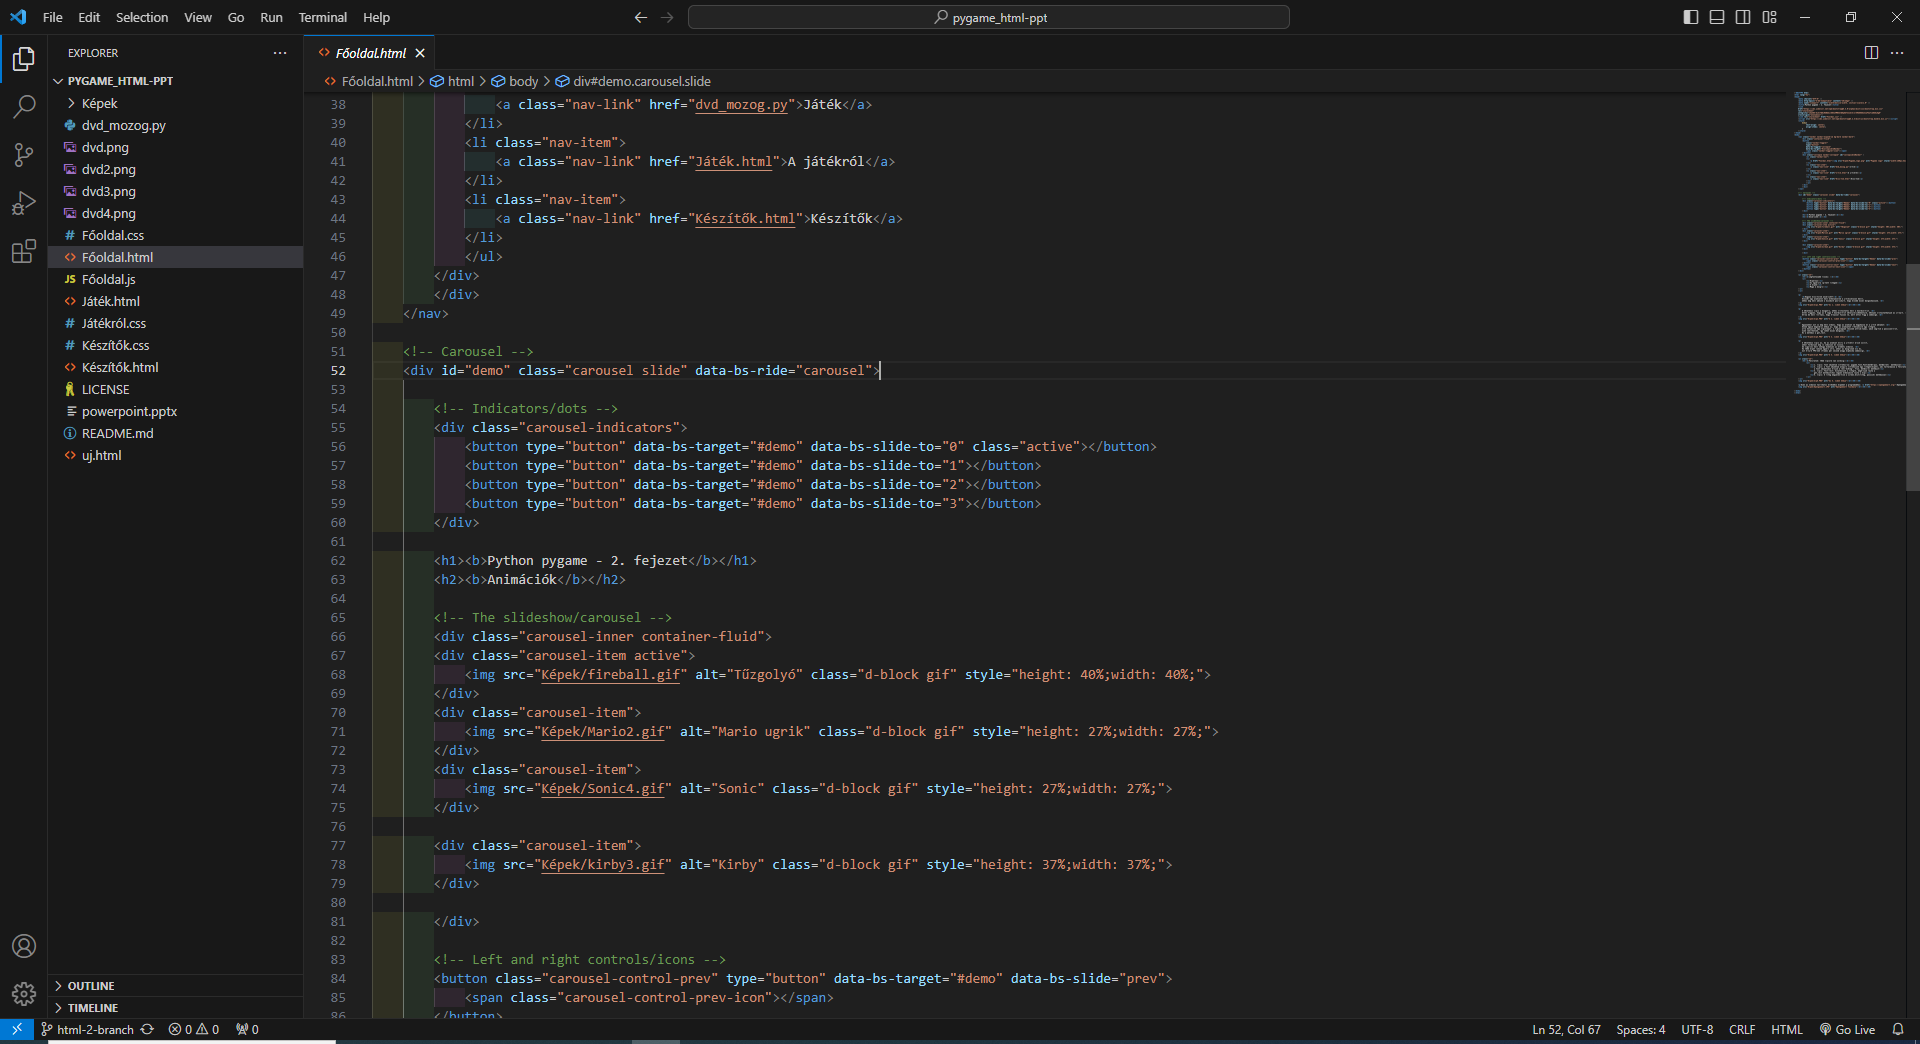 File Edit Selection View Go Run Terminal Help
pygame_html-ppt
EXPLORER
PYGAME_HTML-PPT
Képek
dvd_mozog.py
dvd.png
dvd2.png
dvd3.png
dvd4.png
Főoldal.css
Főoldal.html
JS Főoldal.js
Játék.html
Játékról.css
Készítők.css
Készítők.html
LICENSE
powerpoint.pptx
README.md
uj.html
OUTLINE
TIMELINE
Főoldal.html
Főoldal.html > html > body > div#demo.carousel.slide
38 <a class="nav-link" href="dvd_mozog.py">Játék</a>
39 </li>
40 <li class="nav-item">
41 <a class="nav-link" href="Játék.html">A játékról</a>
42 </li>
43 <li class="nav-item">
44 <a class="nav-link" href="Készítők.html">Készítők</a>
45 </li>
46 </ul>
47 </div>
48 </div>
49 </nav>
50
51 <!-- Carousel -->
52 <div id="demo" class="carousel slide" data-bs-ride="carousel">
53
54 <!-- Indicators/dots -->
55 <div class="carousel-indicators">
56 <button type="button" data-bs-target="#demo" data-bs-slide-to="0" class="active"></button>
57 <button type="button" data-bs-target="#demo" data-bs-slide-to="1"></button>
58 <button type="button" data-bs-target="#demo" data-bs-slide-to="2"></button>
59 <button type="button" data-bs-target="#demo" data-bs-slide-to="3"></button>
60 </div>
61
62 <h1><b>Python pygame - 2. fejezet</b></h1>
63 <h2><b>Animációk</b></h2>
64
65 <!-- The slideshow/carousel -->
66 <div class="carousel-inner container-fluid">
67 <div class="carousel-item active">
68 <img src="Képek/fireball.gif" alt="Tűzgolyó" class="d-block gif" style="height: 40%;width: 40%;">
69 </div>
70 <div class="carousel-item">
71 <img src="Képek/Mario2.gif" alt="Mario ugrik" class="d-block gif" style="height: 27%;width: 27%;">
72 </div>
73 <div class="carousel-item">
74 <img src="Képek/Sonic4.gif" alt="Sonic" class="d-block gif" style="height: 27%;width: 27%;">
75 </div>
76
77 <div class="carousel-item">
78 <img src="Képek/kirby3.gif" alt="Kirby" class="d-block gif" style="height: 37%;width: 37%;">
79 </div>
80
81 </div>
82
83 <!-- Left and right controls/icons -->
84 <button class="carousel-control-prev" type="button" data-bs-target="#demo" data-bs-slide="prev">
85 <span class="carousel-control-prev-icon"></span>
86 </button>
html-2-branch 0 0 0
Ln 52, Col 67 Spaces: 4 UTF-8 CRLF HTML Go Live